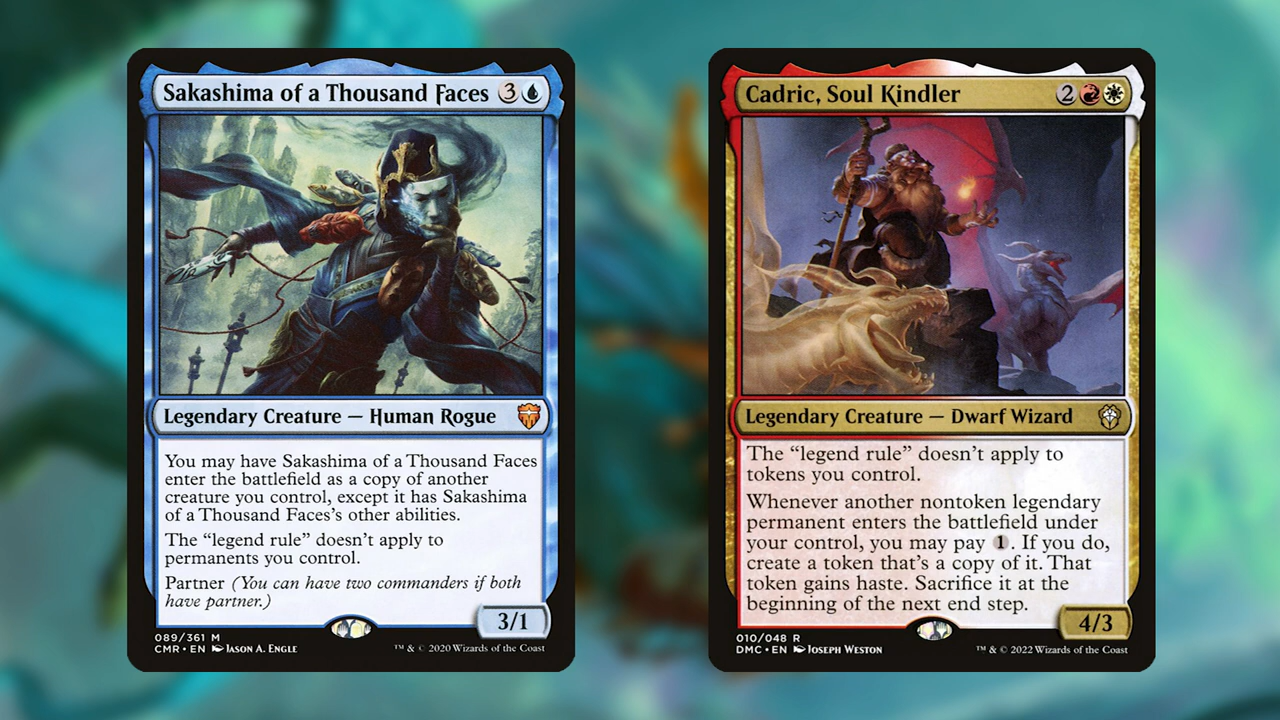 Sakashima of a Thousand Faces 3
Legendary Creature — Human Rogue
You may have Sakashima of a Thousand Faces
enter the battlefield as a copy of another
creature you control, except it has Sakashima
of a Thousand Faces's other abilities.
The “legend rule” doesn't apply to
permanents you control.
Partner (You can have two commanders if both
have partner.)
3/1
089/361 M
CMR • EN Jason A. Engle
™ & © 2020 Wizards of the Coast
Cadric, Soul Kindler 2
Legendary Creature — Dwarf Wizard
The “legend rule” doesn't apply to
tokens you control.
Whenever another nontoken legendary
permanent enters the battlefield under
your control, you may pay 1. If you do,
create a token that's a copy of it. That
token gains haste. Sacrifice it at the
beginning of the next end step.
4/3
010/048 R
DMC • EN Joseph Weston
™ & © 2022 Wizards of the Coast